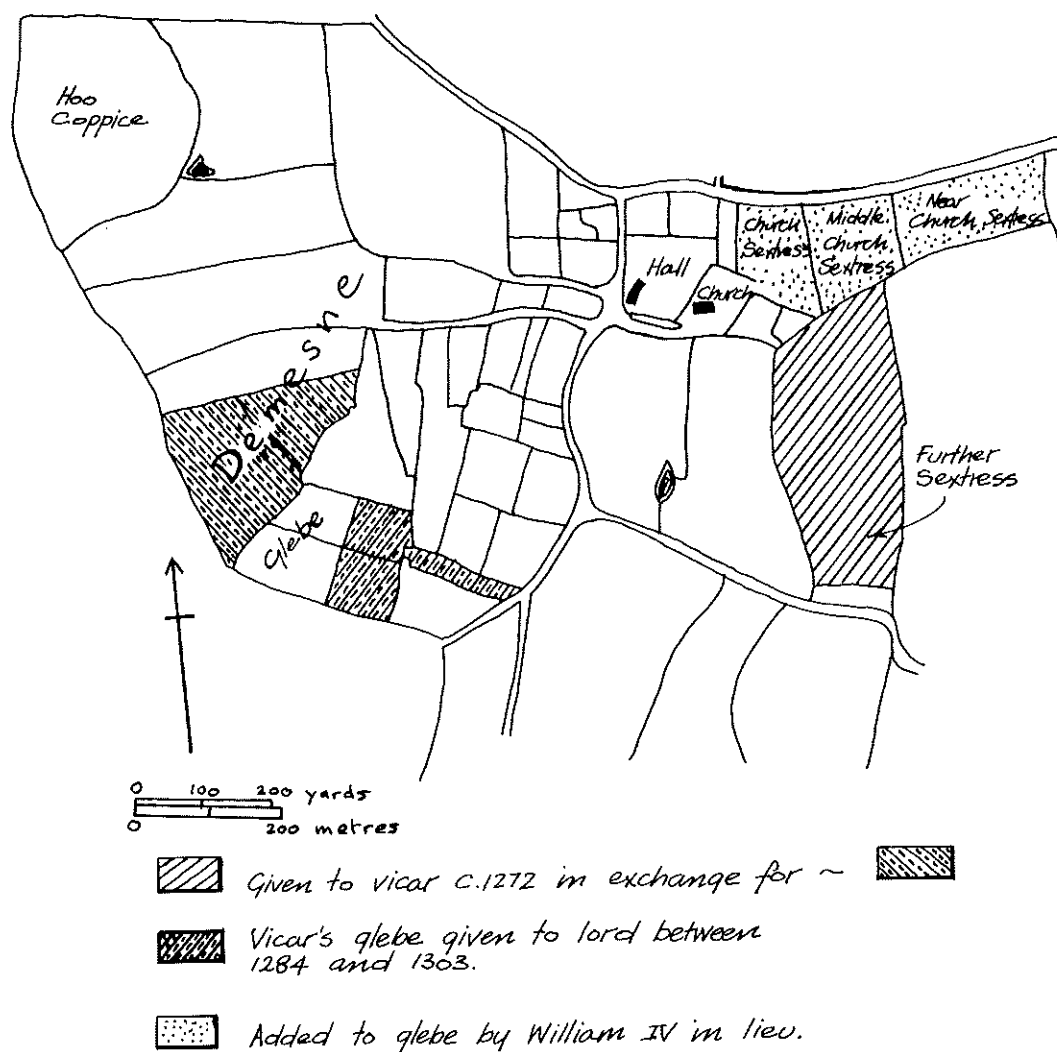 Hoo
Coppice
Near
Church Sextress
Middle
Church
Sextress
Church
Sextress
Hall
Church
Demesne
Further
Sextress
Glebe
0 100 200 yards
0 200 metres
Given to vicar C.1272 in exchange for ~
Vicar's glebe given to lord between
1284 and 1303.
Added to glebe by William IV in lieu.